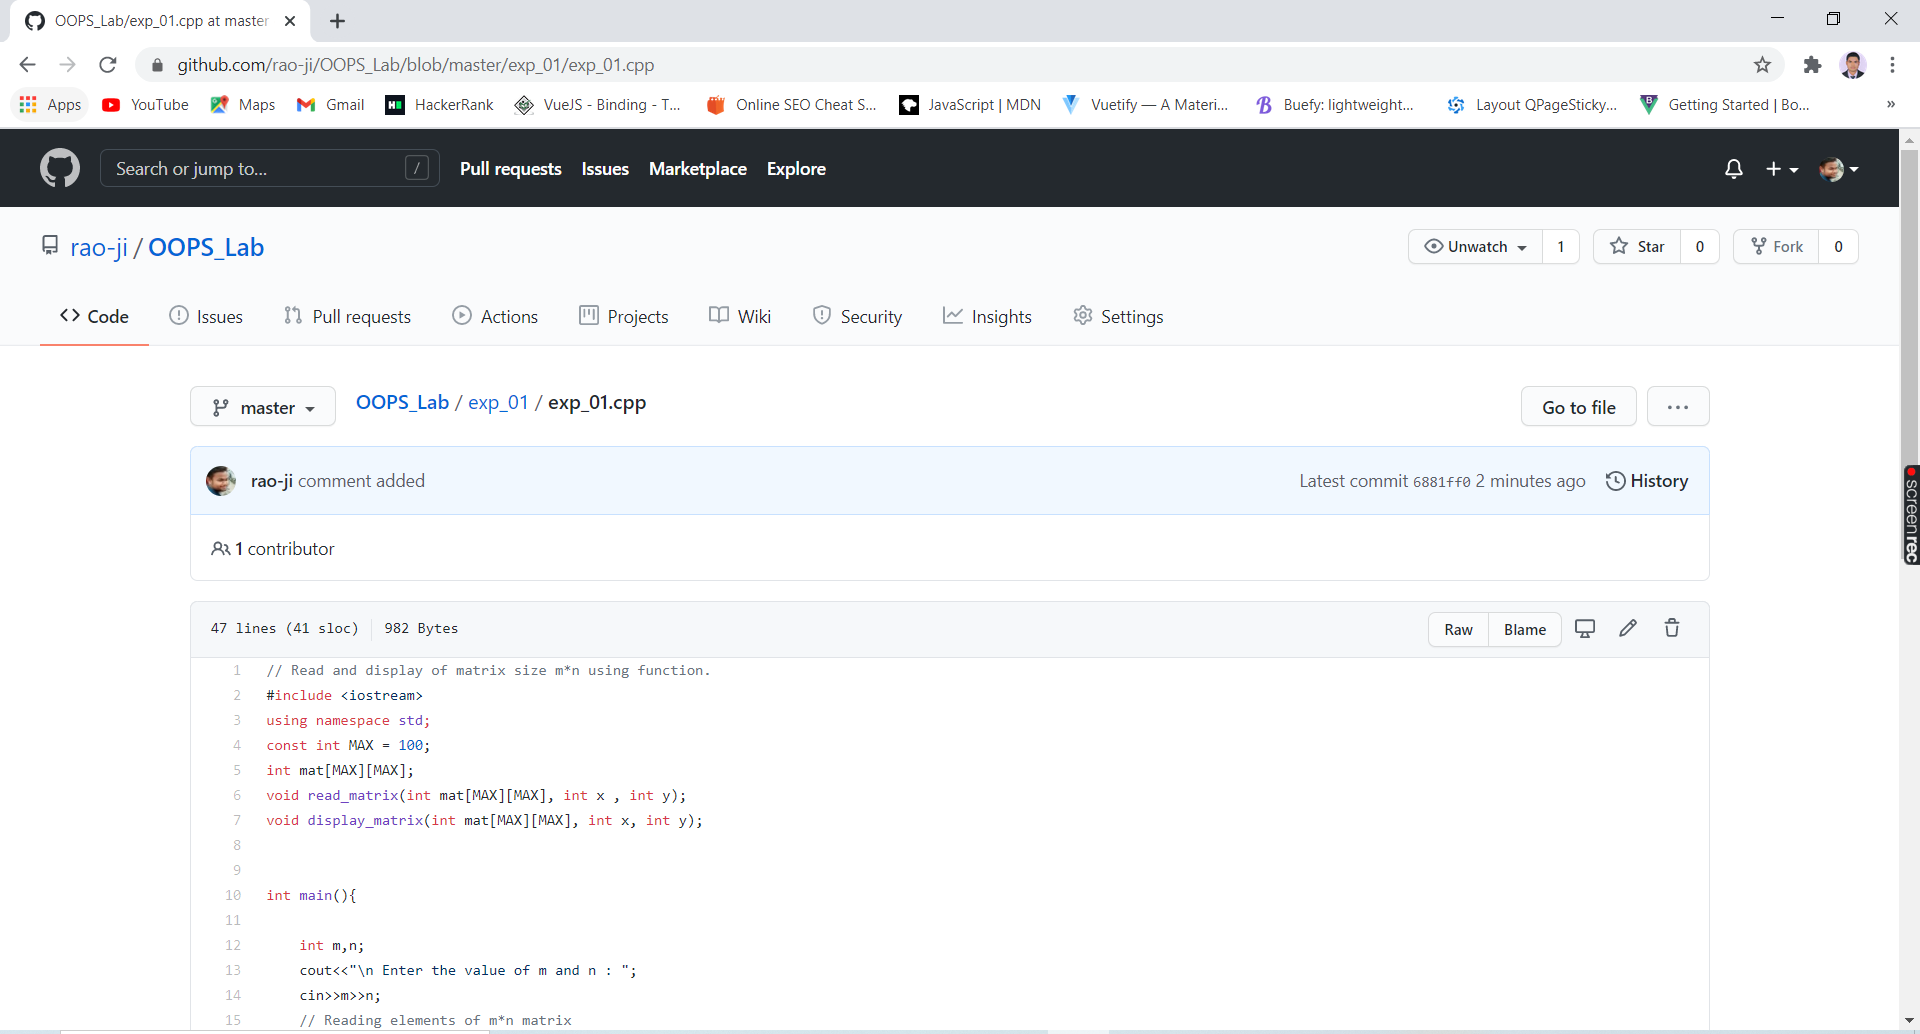 OOPS_Lab/exp_01.cpp at master
github.com/rao-ji/OOPS_Lab/blob/master/exp_01/exp_01.cpp
Apps YouTube Maps Gmail HackerRank VueJS - Binding - T... Online SEO Cheat S... JavaScript | MDN Vuetify — A Materi... Buefy: lightweight... Layout QPageSticky... Getting Started | Bo... »
Search or jump to... / Pull requests Issues Marketplace Explore
rao-ji / OOPS_Lab Unwatch 1 Star 0 Fork 0
Code Issues Pull requests Actions Projects Wiki Security Insights Settings
master OOPS_Lab / exp_01 / exp_01.cpp Go to file ...
rao-ji comment added Latest commit 6881ff0 2 minutes ago History
screenrec
1 contributor
47 lines (41 sloc) 982 Bytes Raw Blame
1 // Read and display of matrix size m*n using function.
2 #include <iostream>
3 using namespace std;
4 const int MAX = 100;
5 int mat[MAX][MAX];
6 void read_matrix(int mat[MAX][MAX], int x , int y);
7 void display_matrix(int mat[MAX][MAX], int x, int y);
8
9
10 int main(){
11
12 int m,n;
13 cout<<"\n Enter the value of m and n : ";
14 cin>>m>>n;
15 // Reading elements of m*n matrix